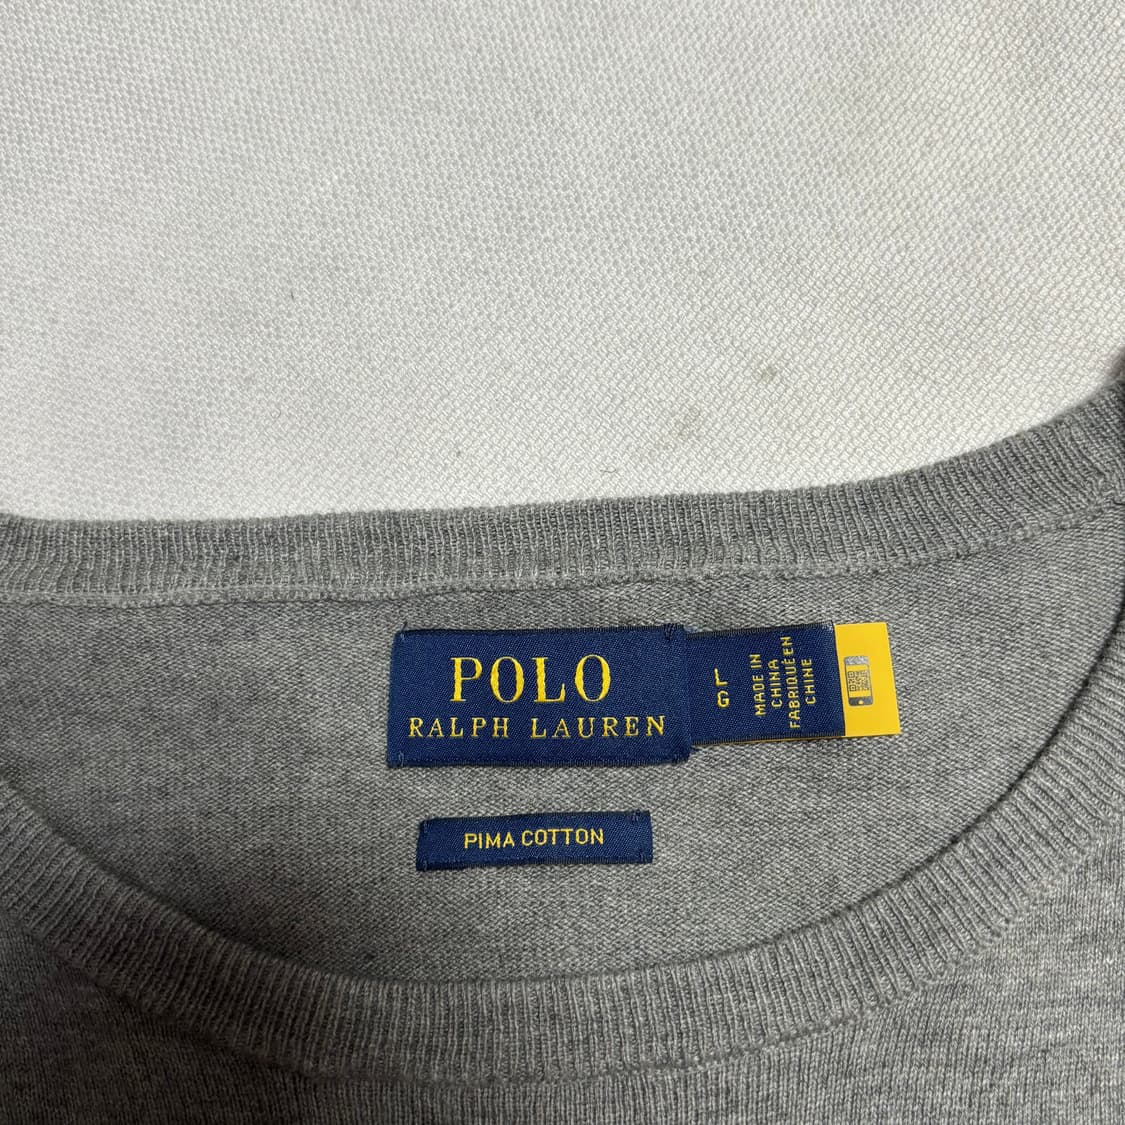 POLO
RALPH LAUREN
L
G
MADE IN
CHINA
FABRIQUÉ EN
CHINE
PIMA COTTON